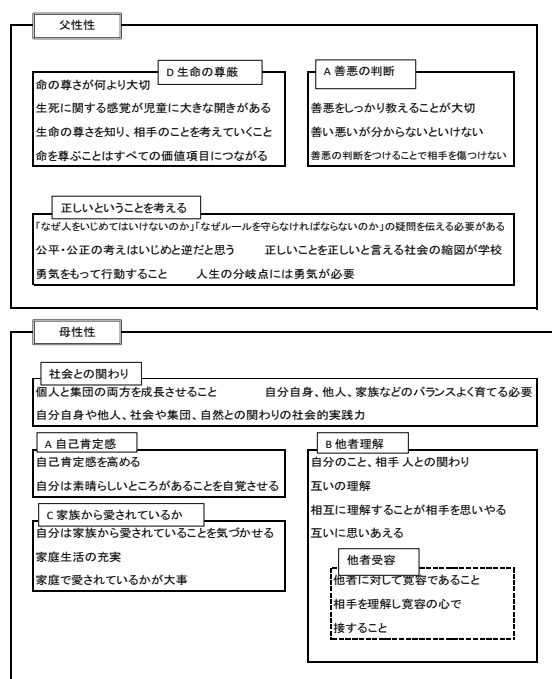 父性性
D 生命の尊厳
命の尊さが何より大切
生死に関する感覚が児童に大きな開きがある
生命の尊さを知り、相手のことを考えていくこと
命を尊ぶことはすべての価値項目につながる
A 善悪の判断
善悪をしっかり教えることが大切
善い悪いが分からないといけない
善悪の判断をつけることで相手を傷つけない
正しいということを考える
「なぜ人をいじめてはいけないのか」「なぜルールを守らなければならないのか」の疑問を伝える必要がある
公平・公正の考えはいじめと逆だと思う　　正しいことを正しいと言える社会の縮図が学校
勇気をもって行動すること　　人生の分岐点には勇気が必要
母性性
社会との関わり
個人と集団の両方を成長させること　　自分自身、他人、家族などのバランスよく育てる必要
自分自身や他人、社会や集団、自然との関わりの社会的実践力
A 自己肯定感
自己肯定感を高める
自分は素晴らしいところがあることを自覚させる
C 家族から愛されているか
自分は家族から愛されていることを気づかせる
家庭生活の充実
家庭で愛されているかが大事
B 他者理解
自分のこと、相手 人との関わり
互いの理解
相互に理解することが相手を思いやる
互いに思いあえる
他者受容
他者に対して寛容であること
相手を理解し寛容の心で
接すること